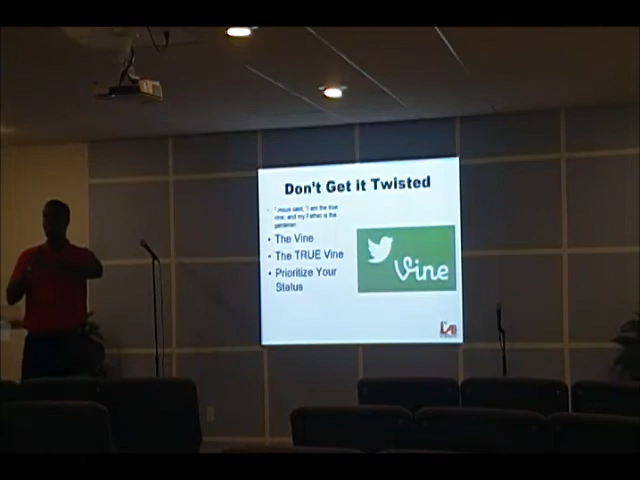 Don't Get it Twisted
Jesus said, "I am the true
vine, and my Father is the
gardener.
• The Vine
• The TRUE Vine
• Prioritize Your
Status
Vine